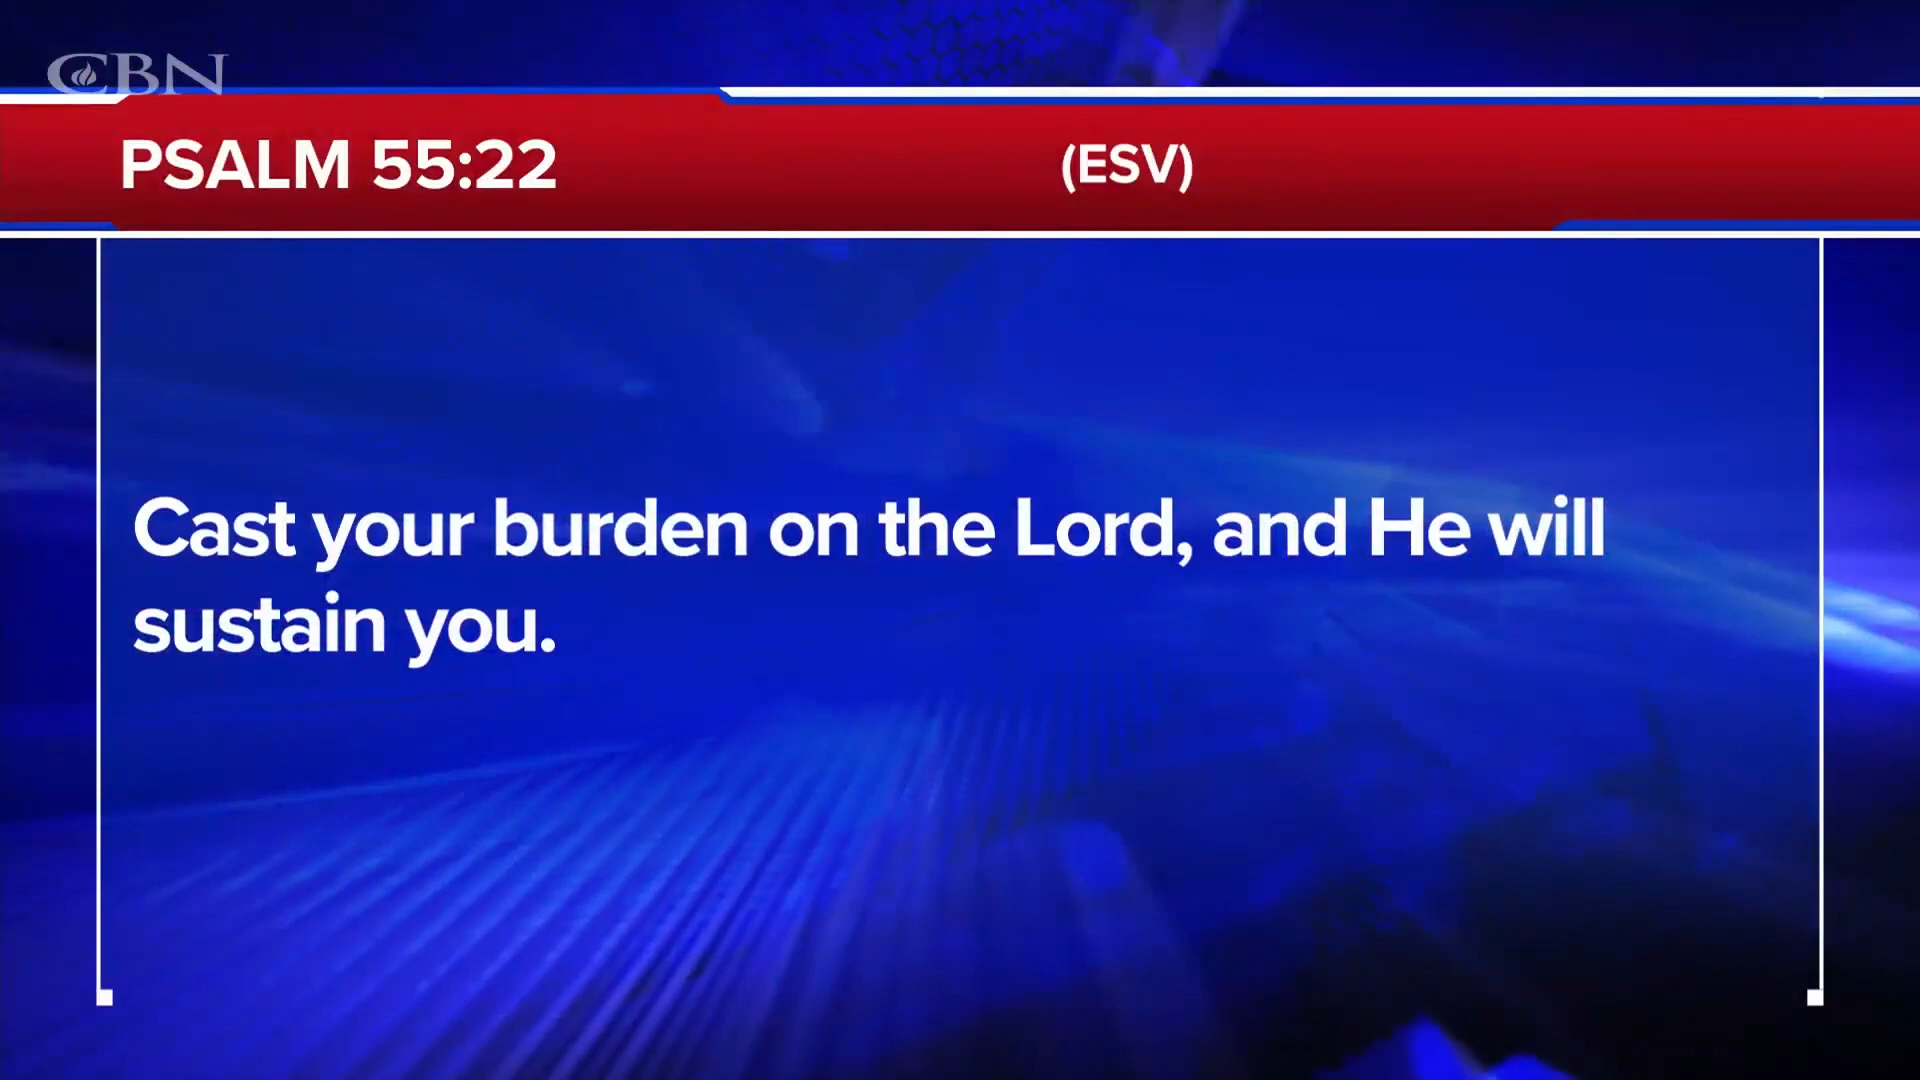 CBN
PSALM 55:22 (ESV)
Cast your burden on the Lord, and He will
sustain you.